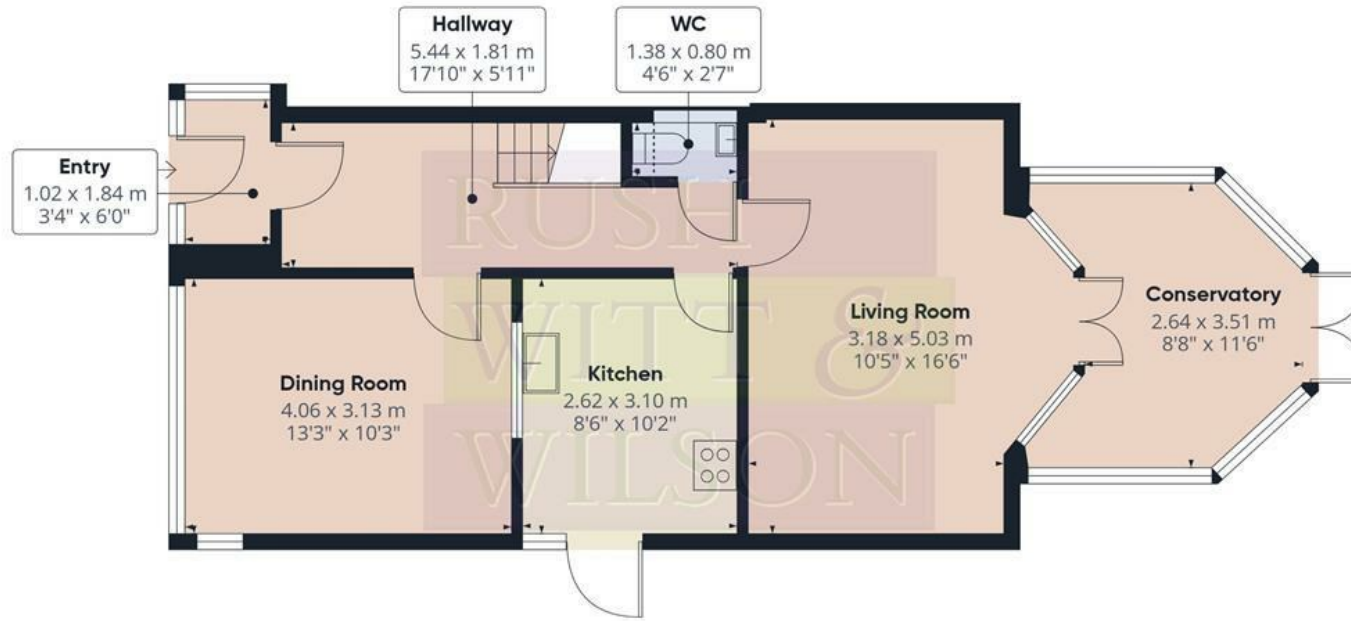 Hallway
5.44 x 1.81 m
17'10" x 5'11"
WC
1.38 x 0.80 m
4'6" x 2'7"
Entry
1.02 x 1.84 m
3'4" x 6'0"
RUSH
WITT &
WILSON
Dining Room
4.06 x 3.13 m
13'3" x 10'3"
Kitchen
2.62 x 3.10 m
8'6" x 10'2"
Living Room
3.18 x 5.03 m
10'5" x 16'6"
Conservatory
2.64 x 3.51 m
8'8" x 11'6"